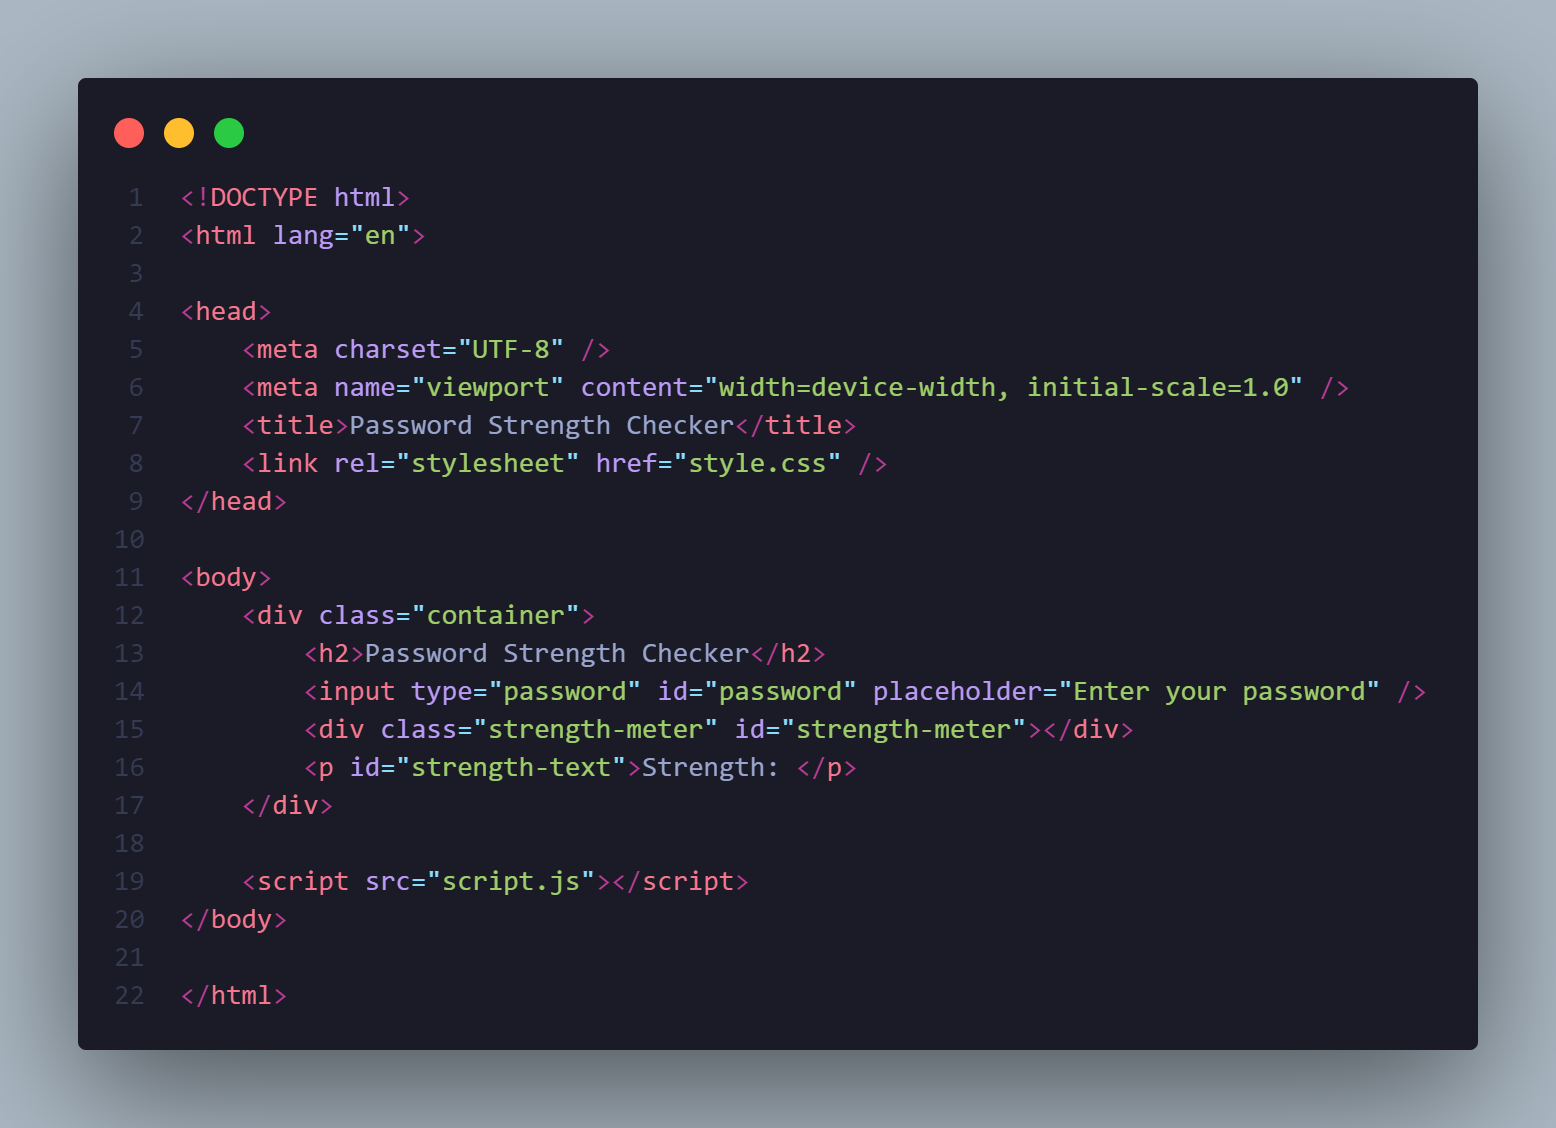 1 <!DOCTYPE html>
2 <html lang="en">
3
4 <head>
5     <meta charset="UTF-8" />
6     <meta name="viewport" content="width=device-width, initial-scale=1.0" />
7     <title>Password Strength Checker</title>
8     <link rel="stylesheet" href="style.css" />
9 </head>
10
11 <body>
12     <div class="container">
13         <h2>Password Strength Checker</h2>
14         <input type="password" id="password" placeholder="Enter your password" />
15         <div class="strength-meter" id="strength-meter"></div>
16         <p id="strength-text">Strength: </p>
17     </div>
18
19     <script src="script.js"></script>
20 </body>
21
22 </html>